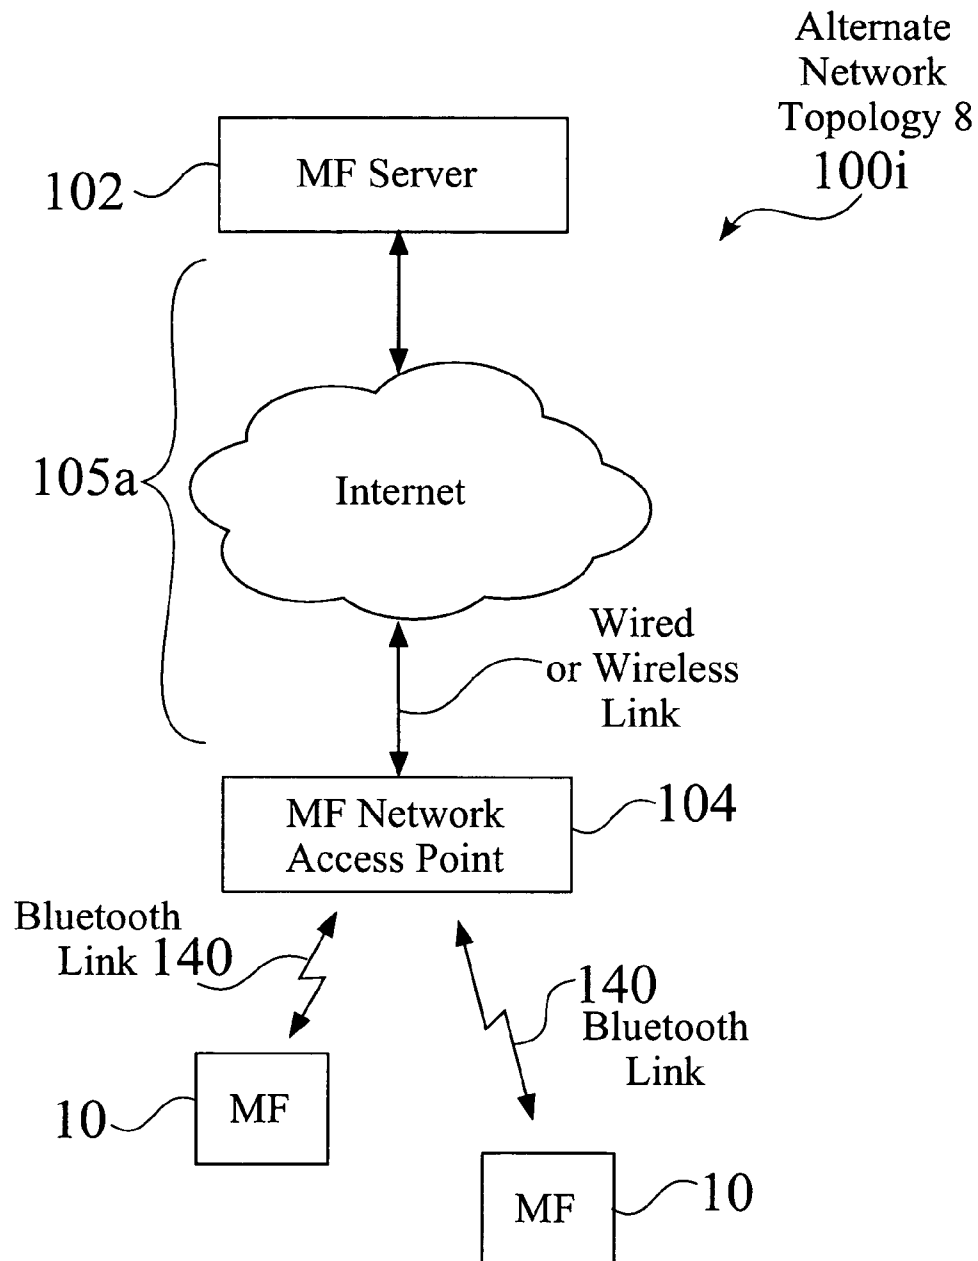 Alternate
Network
Topology 8
100i
MF Server
102
105a
Internet
Wired
or Wireless
Link
MF Network
Access Point
104
Bluetooth
Link 140
140
Bluetooth
Link
10
MF
MF
10